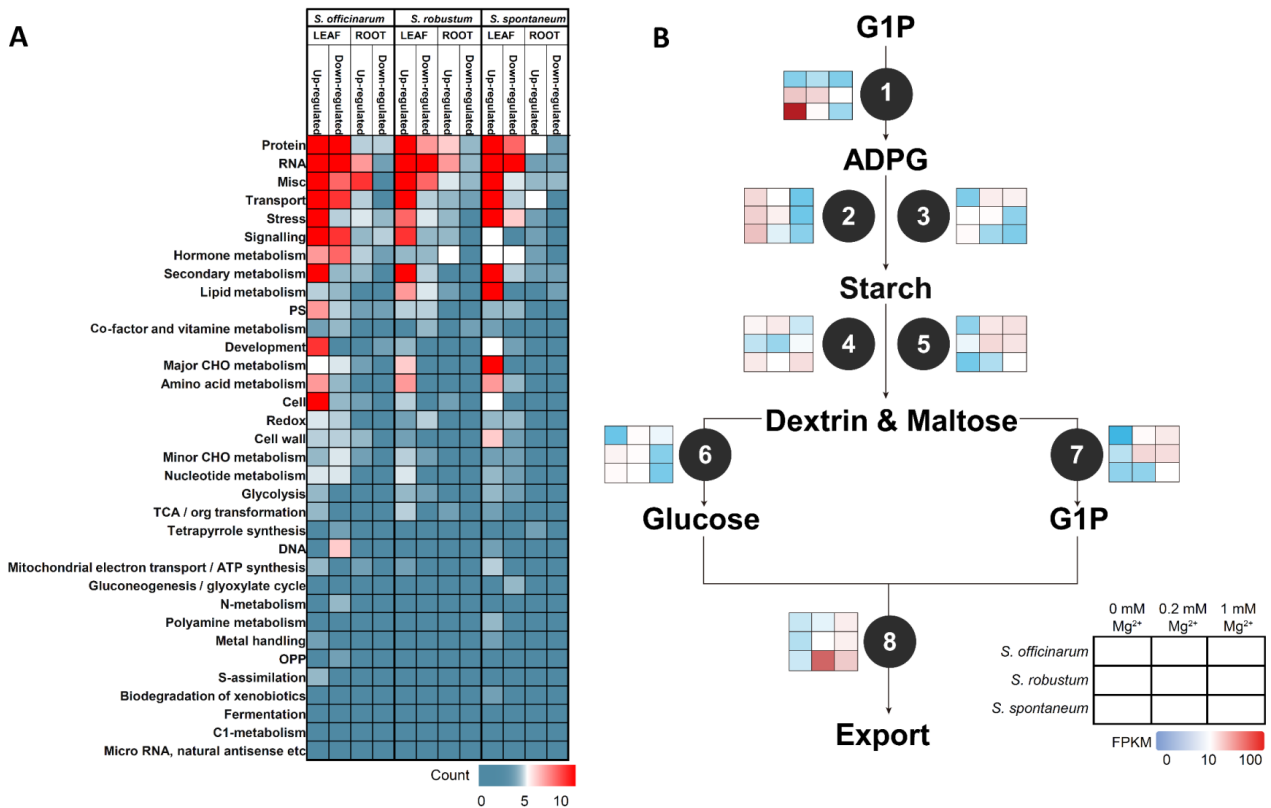 A
S. officinarum S. robustum S. spontaneum
LEAF ROOT LEAF ROOT LEAF ROOT
Up-regulated Down-regulated Up-regulated Down-regulated Up-regulated Down-regulated Up-regulated Down-regulated Up-regulated Down-regulated Up-regulated Down-regulated
Protein
RNA
Misc
Transport
Stress
Signalling
Hormone metabolism
Secondary metabolism
Lipid metabolism
PS
Co-factor and vitamine metabolism
Development
Major CHO metabolism
Amino acid metabolism
Cell
Redox
Cell wall
Minor CHO metabolism
Nucleotide metabolism
Glycolysis
TCA / org transformation
Tetrapyrrole synthesis
DNA
Mitochondrial electron transport / ATP synthesis
Gluconeogenesis / glyoxylate cycle
N-metabolism
Polyamine metabolism
Metal handling
OPP
S-assimilation
Biodegradation of xenobiotics
Fermentation
C1-metabolism
Micro RNA, natural antisense etc
Count
0 5 10
B
G1P
1
ADPG
2 3
Starch
4 5
Dextrin & Maltose
6 7
Glucose G1P
8
Export
0 mM 0.2 mM 1 mM
Mg²⁺ Mg²⁺ Mg²⁺
S. officinarum
S. robustum
S. spontaneum
FPKM
0 10 100